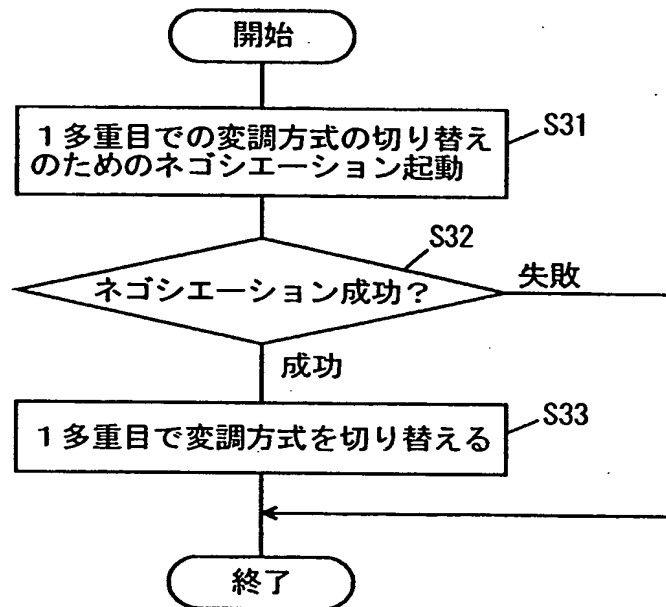 開始
1多重目での変調方式の切り替え
のためのネゴシエーション起動
S31
S32
ネゴシエーション成功?
失敗
成功
S33
1多重目で変調方式を切り替える
終了